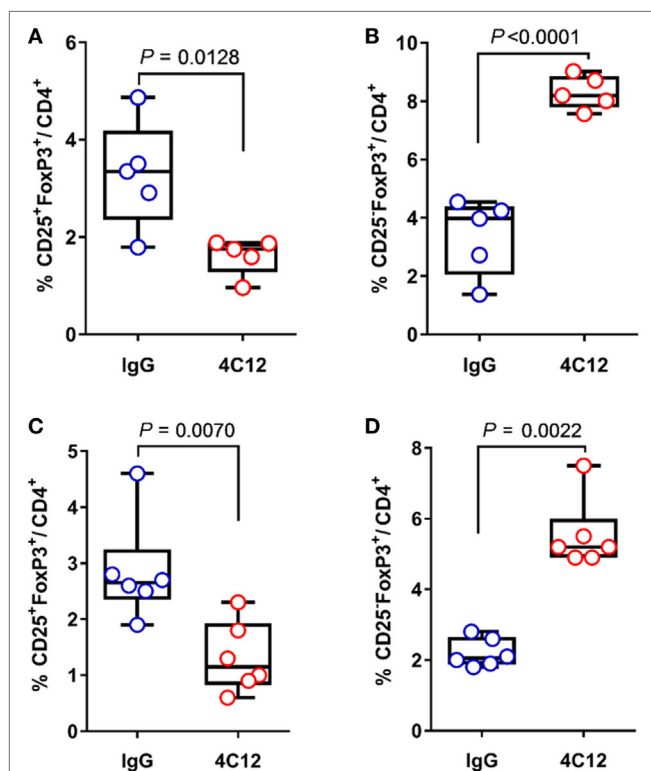 A
P = 0.0128
% CD25⁺FoxP3⁺/ CD4⁺
6
4
2
0
IgG
4C12
B
P <0.0001
% CD25⁻FoxP3⁺/ CD4⁺
10
8
6
4
2
0
IgG
4C12
C
P = 0.0070
% CD25⁺FoxP3⁺/ CD4⁺
5
4
3
2
1
0
IgG
4C12
D
P = 0.0022
% CD25⁻FoxP3⁺/ CD4⁺
8
6
4
2
0
IgG
4C12